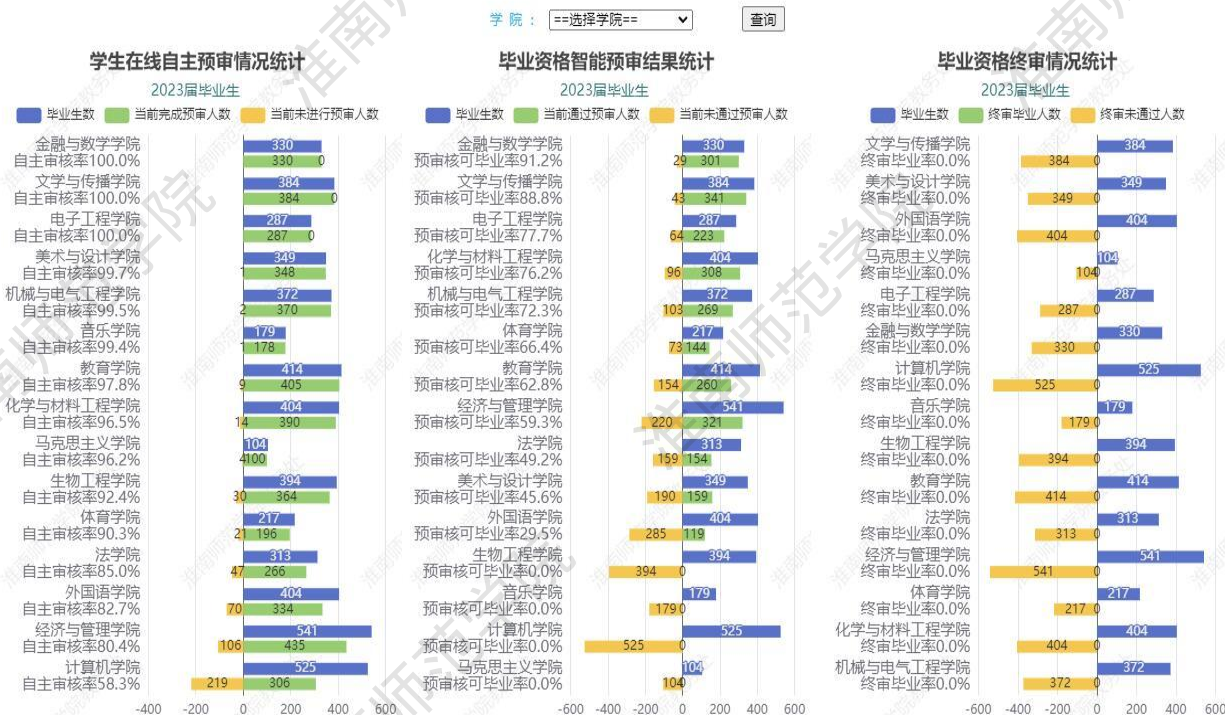 学 院 ： ==选择学院== 查询
学生在线自主预审情况统计
2023届毕业生
毕业生数 当前完成预审人数 当前未进行预审人数
金融与数学学院 330
自主审核率100.0% 330 0
文学与传播学院 384
自主审核率100.0% 384 0
电子工程学院 287
自主审核率100.0% 287 0
美术与设计学院 349
自主审核率99.7% 1 348
机械与电气工程学院 372
自主审核率99.5% 2 370
音乐学院 179
自主审核率99.4% 178
教育学院 414
自主审核率97.8% 9 405
化学与材料工程学院 404
自主审核率96.5% 14 390
马克思主义学院 104
自主审核率96.2% 4 100
生物工程学院 394
自主审核率92.4% 30 364
体育学院 217
自主审核率90.3% 21 196
法学院 313
自主审核率85.0% 47 266
外国语学院 404
自主审核率82.7% 70 334
经济与管理学院 541
自主审核率80.4% 106 435
计算机学院 525
自主审核率58.3% 219 306
-400 -200 0 200 400 600
毕业资格智能预审结果统计
2023届毕业生
毕业生数 当前通过预审人数 当前未通过预审人数
金融与数学学院 330
预审核可毕业率91.2% 29 301
文学与传播学院 384
预审核可毕业率88.8% 43 341
电子工程学院 287
预审核可毕业率77.7% 64 223
化学与材料工程学院 404
预审核可毕业率76.2% 96 308
机械与电气工程学院 372
预审核可毕业率72.3% 103 269
体育学院 217
预审核可毕业率66.4% 73 144
教育学院 414
预审核可毕业率62.8% 154 260
经济与管理学院 541
预审核可毕业率59.3% 220 321
法学院 313
预审核可毕业率49.2% 159 154
美术与设计学院 349
预审核可毕业率45.6% 190 159
外国语学院 404
预审核可毕业率29.5% 285 119
生物工程学院 394
预审核可毕业率0.0% 394 0
音乐学院 179
预审核可毕业率0.0% 179 0
计算机学院 525
预审核可毕业率0.0% 525 0
马克思主义学院 104
预审核可毕业率0.0% 104 0
-600 -400 -200 0 200 400 600
毕业资格终审情况统计
2023届毕业生
毕业生数 终审毕业人数 终审未通过人数
文学与传播学院 384
终审毕业率0.0% 384 0
美术与设计学院 349
终审毕业率0.0% 349 0
外国语学院 404
终审毕业率0.0% 404 0
马克思主义学院 104
终审毕业率0.0% 104 0
电子工程学院 287
终审毕业率0.0% 287 0
金融与数学学院 330
终审毕业率0.0% 330 0
计算机学院 525
终审毕业率0.0% 525 0
音乐学院 179
终审毕业率0.0% 179 0
生物工程学院 394
终审毕业率0.0% 394 0
教育学院 414
终审毕业率0.0% 414 0
法学院 313
终审毕业率0.0% 313 0
经济与管理学院 541
终审毕业率0.0% 541 0
体育学院 217
终审毕业率0.0% 217 0
化学与材料工程学院 404
终审毕业率0.0% 404 0
机械与电气工程学院 372
终审毕业率0.0% 372 0
-600 -400 -200 0 200 400 600
淮南师范学院